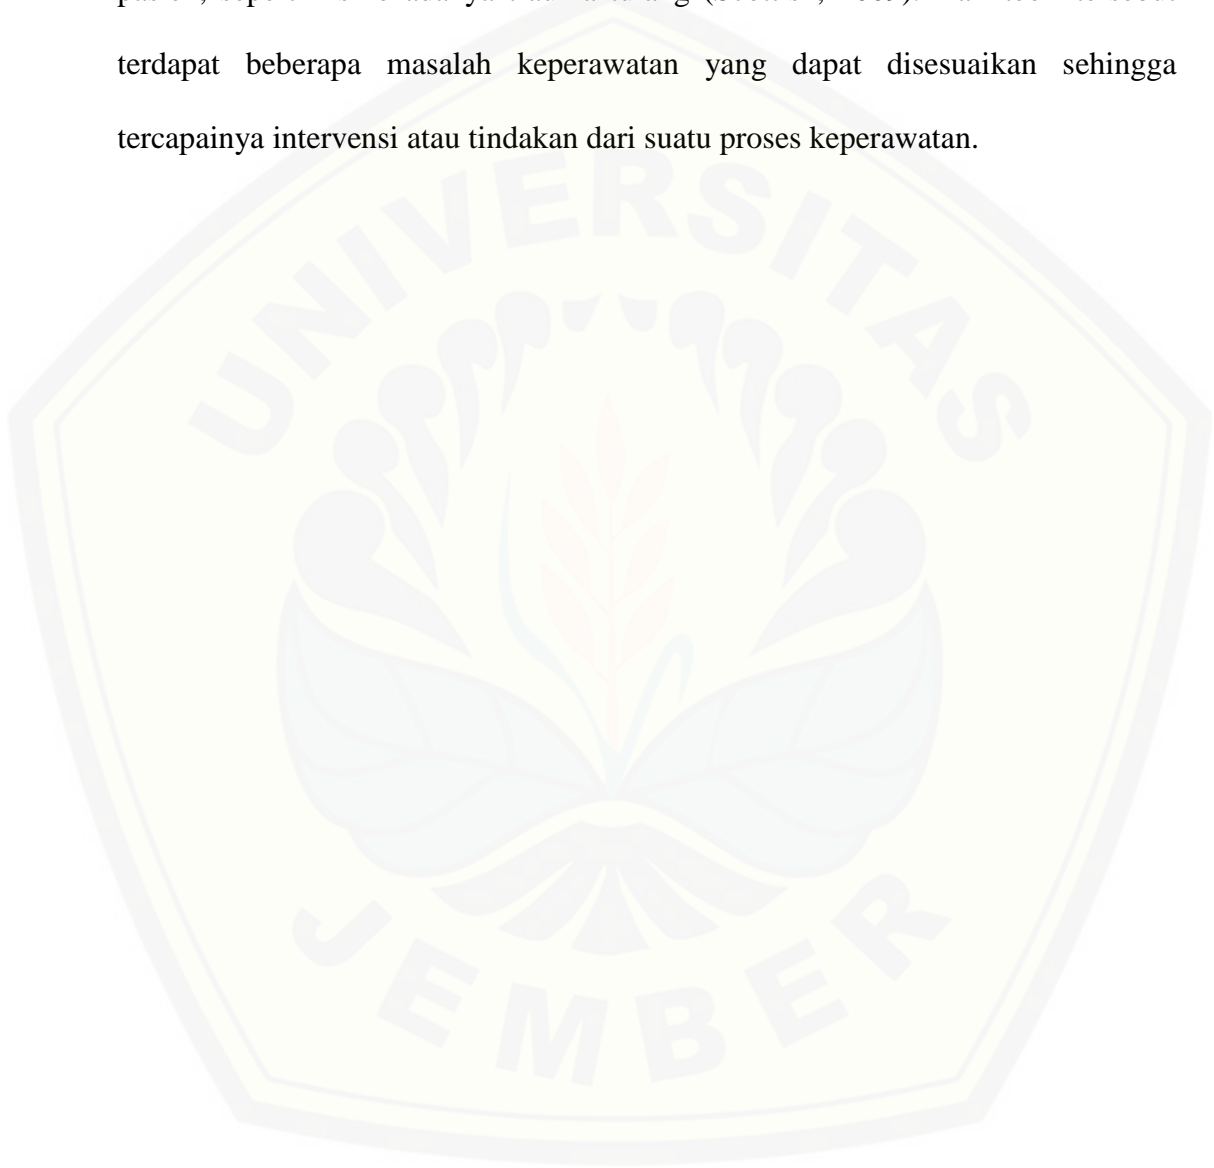 terdapat beberapa masalah keperawatan yang dapat disesuaikan sehingga
tercapainya intervensi atau tindakan dari suatu proses keperawatan.
UNIVERSITAS
JEMBER